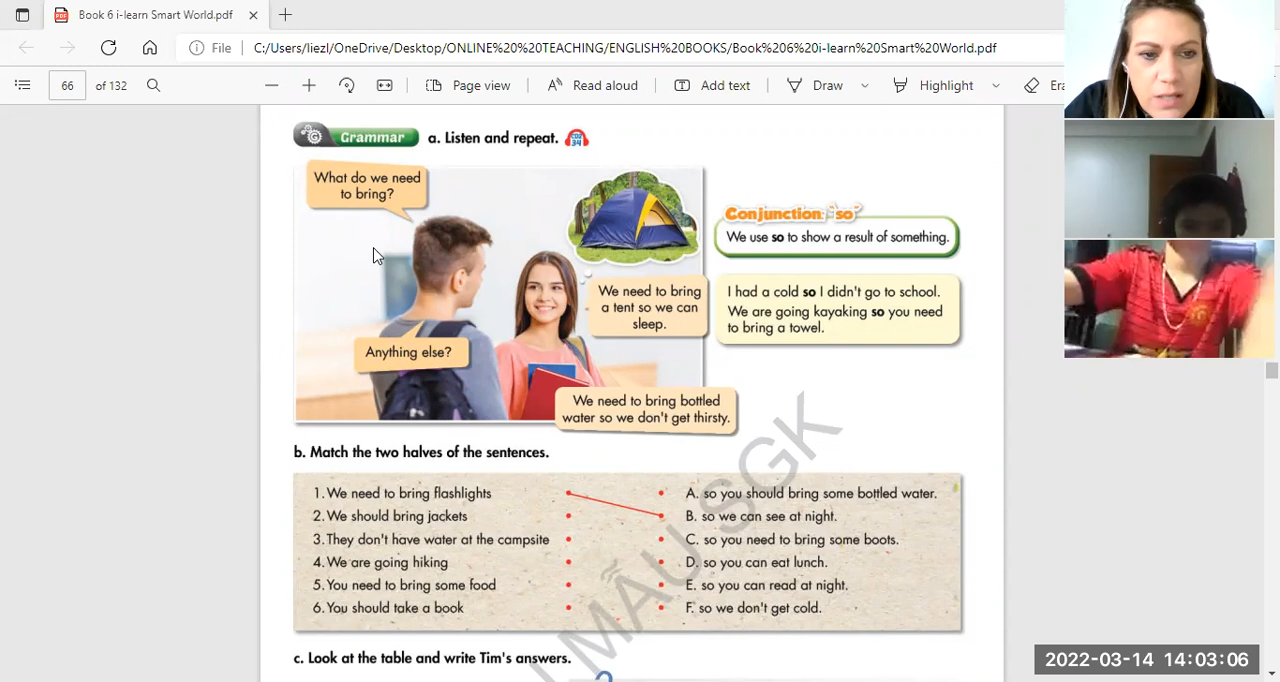 Book 6 i-learn Smart World.pdf
File
C:/Users/liezl/OneDrive/Desktop/ONLINE%20%20TEACHING/ENGLISH%20BOOKS/Book%206%20i-learn%20Smart%20World.pdf
66 of 132
Page view
Read aloud
Add text
Draw
Highlight
Era
Grammar a. Listen and repeat.
CD2
34
What do we need
to bring?
We need to bring
a tent so we can
sleep.
Anything else?
We need to bring bottled
water so we don't get thirsty.
Conjunction: "so"
We use so to show a result of something.
I had a cold so I didn't go to school.
We are going kayaking so you need
to bring a towel.
b. Match the two halves of the sentences.
1. We need to bring flashlights
2. We should bring jackets
3. They don't have water at the campsite
4. We are going hiking
5. You need to bring some food
6. You should take a book
A. so you should bring some bottled water.
B. so we can see at night.
C. so you need to bring some boots.
D. so you can eat lunch.
E. so you can read at night.
F. so we don't get cold.
MẪU SGK
c. Look at the table and write Tim's answers.
2022-03-14 14:03:06